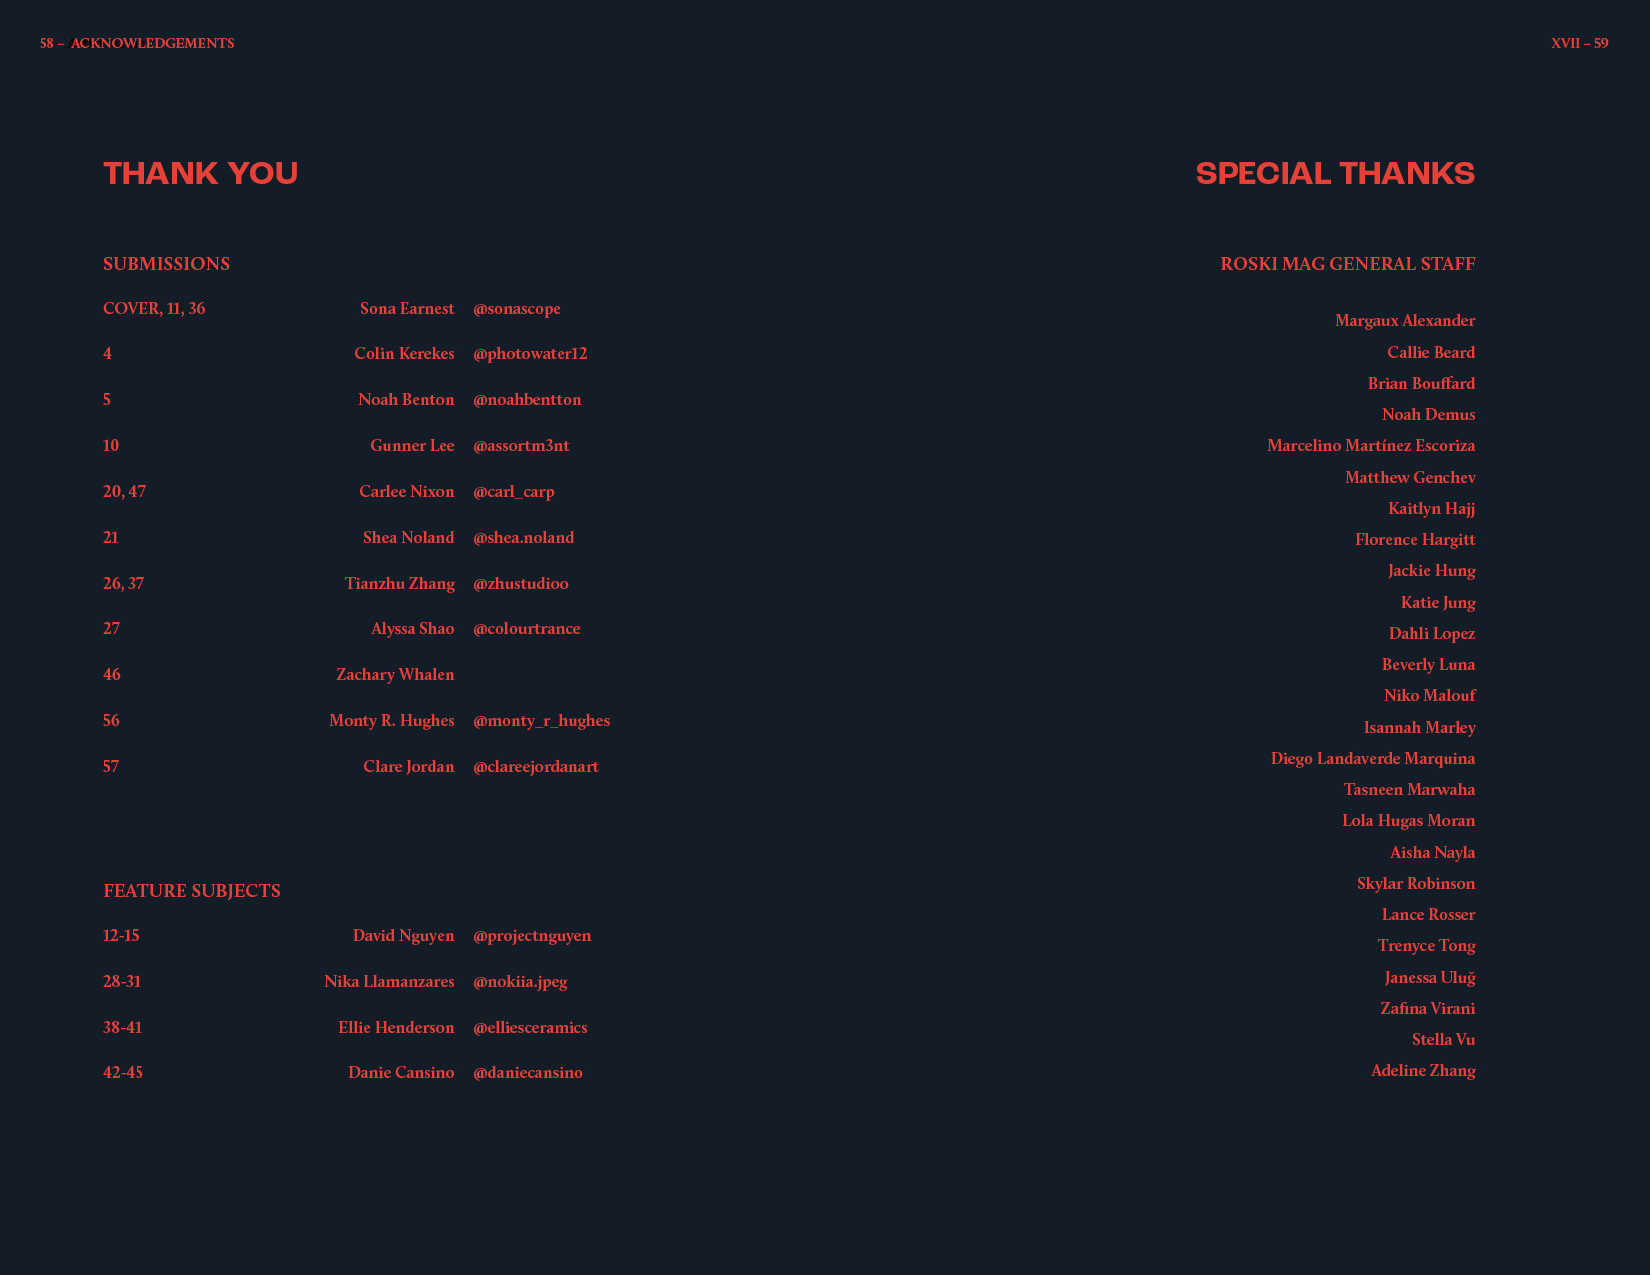 58 – ACKNOWLEDGEMENTS
XVII – 59
THANK YOU
SUBMISSIONS
COVER, 11, 36 Sona Earnest @sonascope
4 Colin Kerekes @photowater12
5 Noah Benton @noahbentton
10 Gunner Lee @assortm3nt
20, 47 Carlee Nixon @carl_carp
21 Shea Noland @shea.noland
26, 37 Tianzhu Zhang @zhustudioo
27 Alyssa Shao @colourtrance
46 Zachary Whalen
56 Monty R. Hughes @monty_r_hughes
57 Clare Jordan @clareejordanart
FEATURE SUBJECTS
12-15 David Nguyen @projectnguyen
28-31 Nika Llamanzares @nokiia.jpeg
38-41 Ellie Henderson @elliesceramics
42-45 Danie Cansino @daniecansino
SPECIAL THANKS
ROSKI MAG GENERAL STAFF
Margaux Alexander
Callie Beard
Brian Bouffard
Noah Demus
Marcelino Martínez Escoriza
Matthew Genchev
Kaitlyn Hajj
Florence Hargitt
Jackie Hung
Katie Jung
Dahli Lopez
Beverly Luna
Niko Malouf
Isannah Marley
Diego Landaverde Marquina
Tasneen Marwaha
Lola Hugas Moran
Aisha Nayla
Skylar Robinson
Lance Rosser
Trenyce Tong
Janessa Uluğ
Zafina Virani
Stella Vu
Adeline Zhang